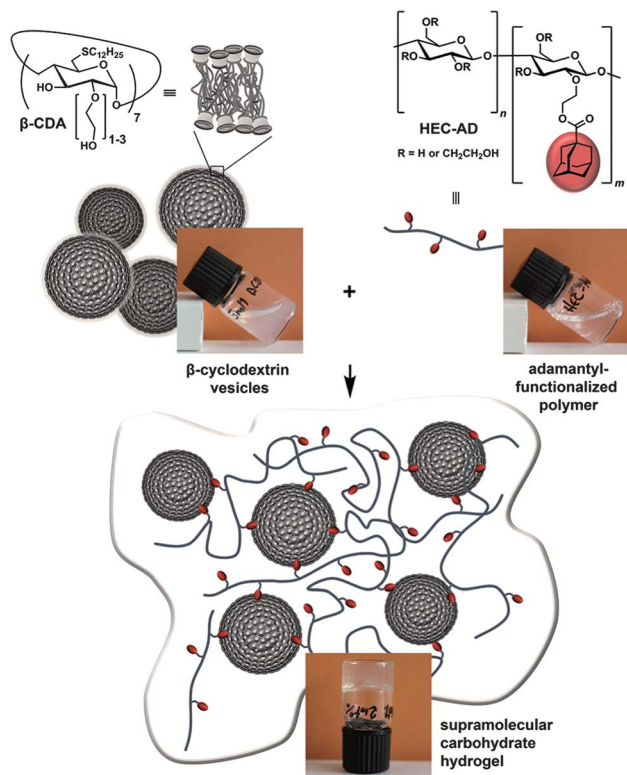 SC12H25
HO
O
O
O
7
β-CDA
1-3
HO
≡
OR
O
RO
OR
O
n
OR
O
RO
O
O
O
m
HEC-AD
R = H or CH2CH2OH
≡
+
β-cyclodextrin
vesicles
adamantyl-
functionalized
polymer
supramolecular
carbohydrate
hydrogel